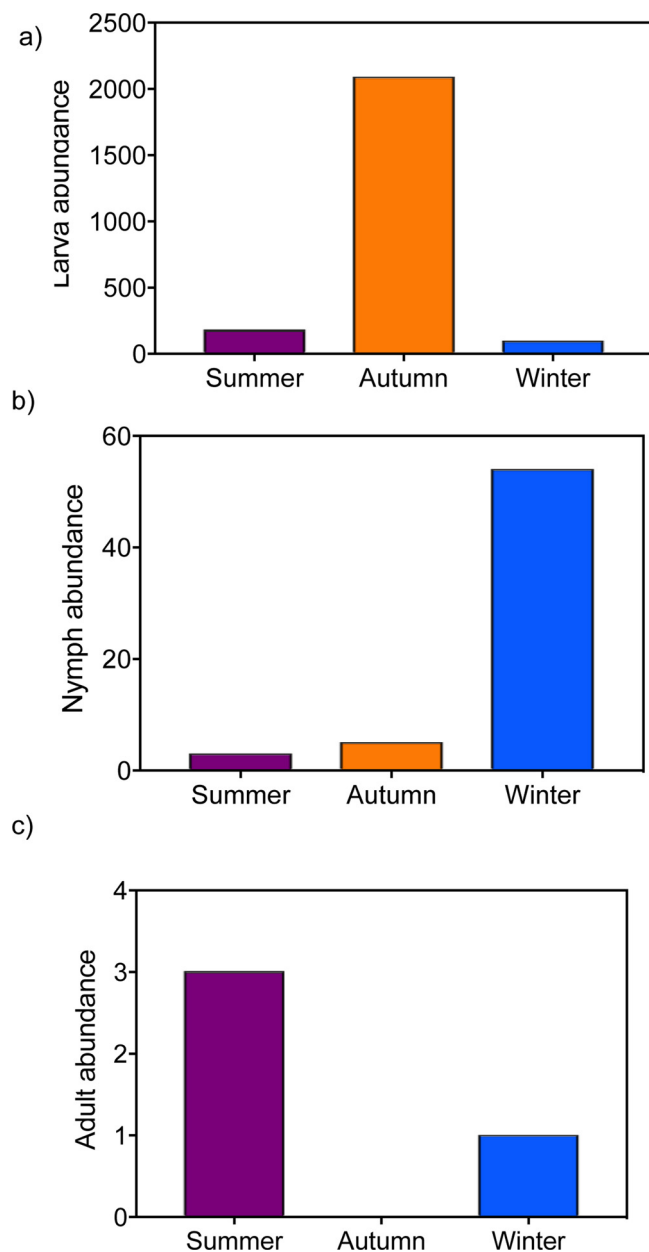 a)
Larva abundance
2500
2000
1500
1000
500
0
Summer Autumn Winter
b)
Nymph abundance
60
40
20
0
Summer Autumn Winter
c)
Adult abundance
4
3
2
1
0
Summer Autumn Winter